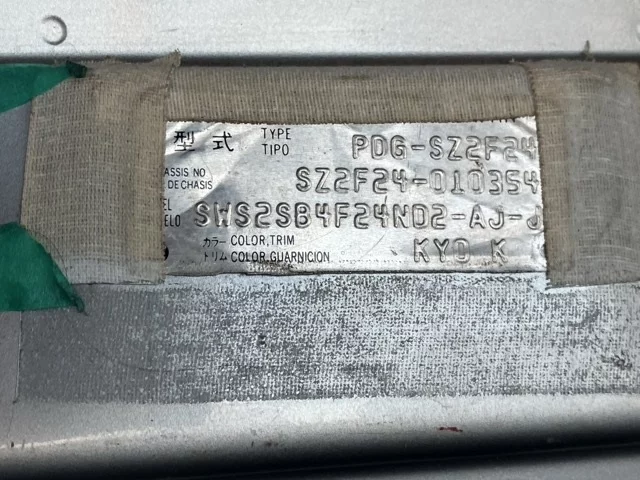 型式 TYPE TIPO PDG-SZ2F24
ASSIS NO DE CHASIS SZ2F24-010354
EL ELO SWS2SB4F24ND2-AJ-J
カラー COLOR,TRIM
トリム COLOR,GUARNICION KY0 K